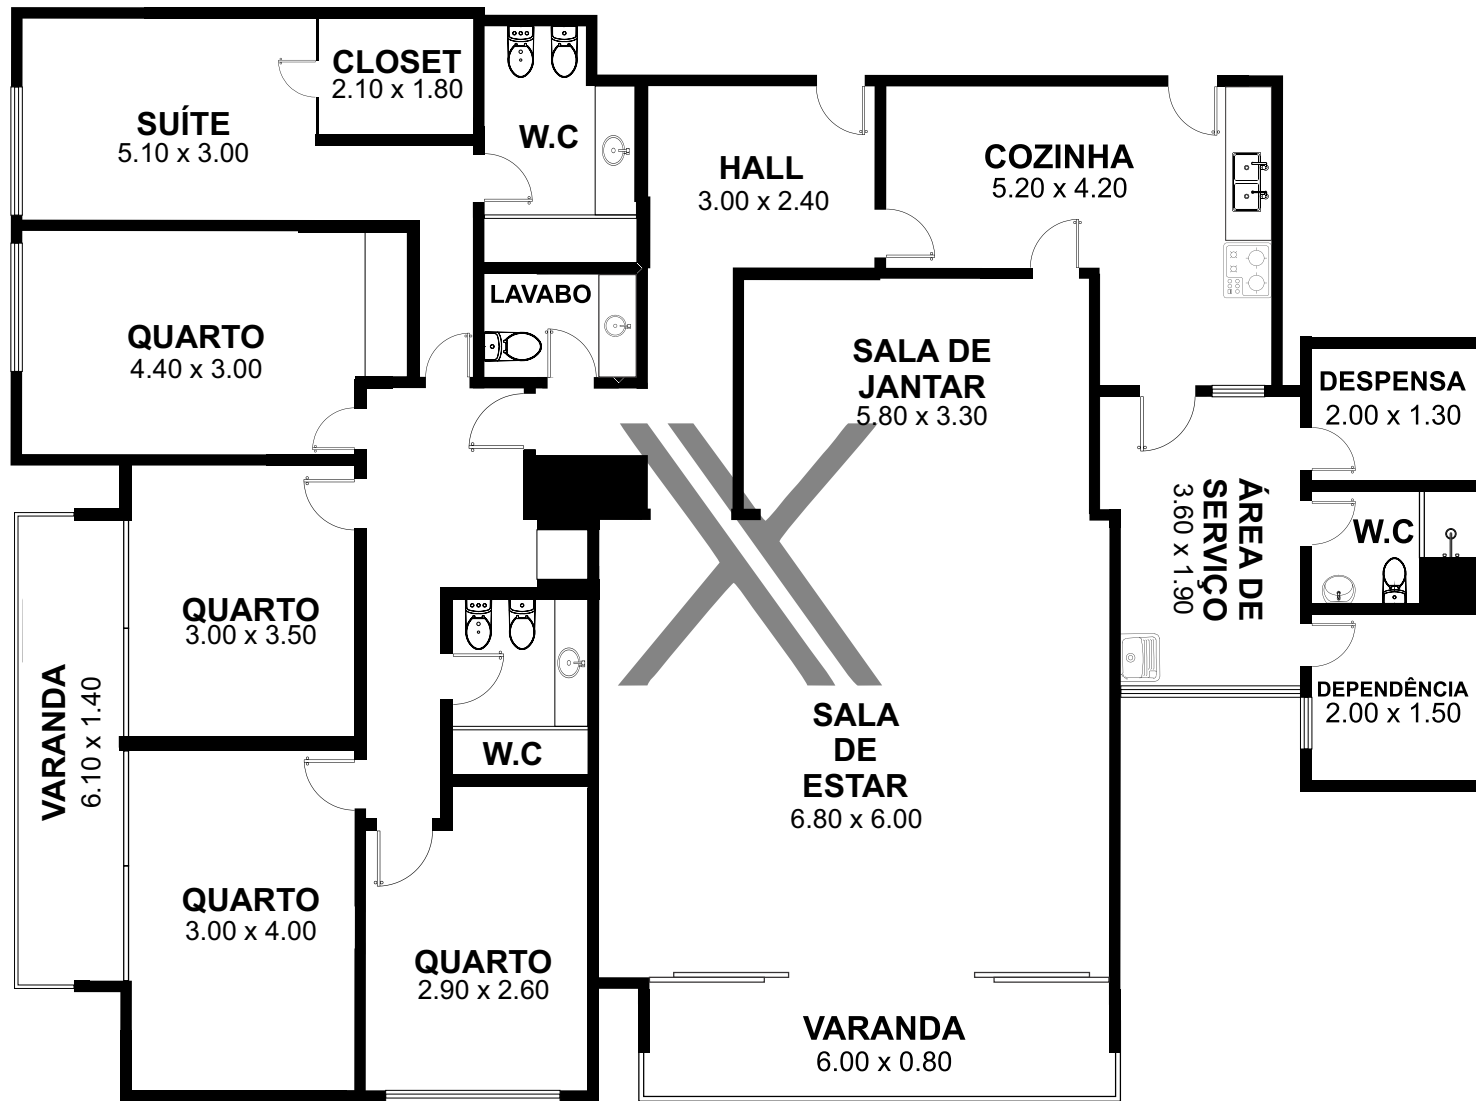 CLOSET
2.10 x 1.80
SUÍTE
5.10 x 3.00
W.C
HALL
3.00 x 2.40
COZINHA
5.20 x 4.20
LAVABO
QUARTO
4.40 x 3.00
SALA DE
JANTAR
5.80 x 3.30
DESPENSA
2.00 x 1.30
ÁREA DE
SERVIÇO
3.60 x 1.90
W.C
QUARTO
3.00 x 3.50
VARANDA
6.10 x 1.40
DEPENDÊNCIA
2.00 x 1.50
W.C
SALA
DE
ESTAR
6.80 x 6.00
QUARTO
3.00 x 4.00
QUARTO
2.90 x 2.60
VARANDA
6.00 x 0.80